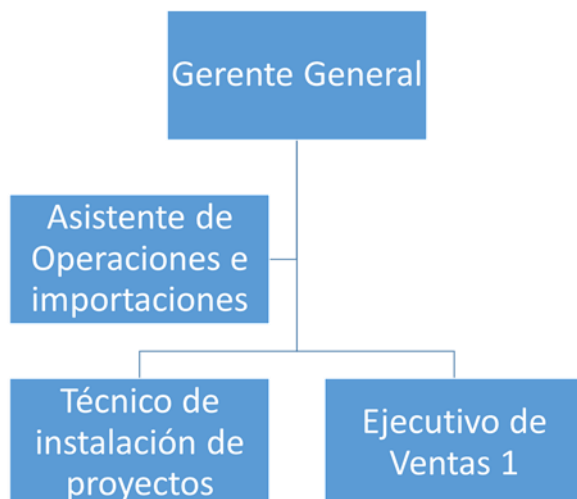 Gerente General
Asistente de
Operaciones e
importaciones
Técnico de
instalación de
proyectos
Ejecutivo de
Ventas 1